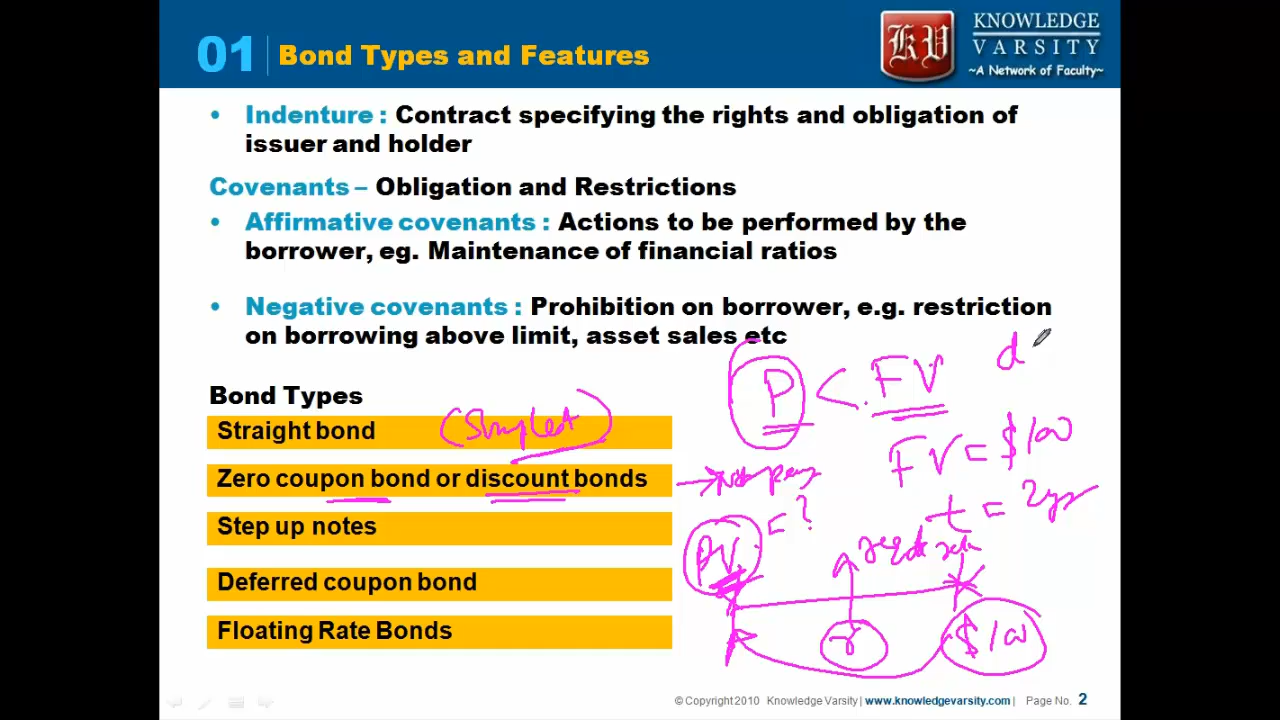 01 Bond Types and Features
KV
KNOWLEDGE
VARSITY
~A Network of Faculty~
• Indenture : Contract specifying the rights and obligation of
issuer and holder
Covenants – Obligation and Restrictions
• Affirmative covenants : Actions to be performed by the
borrower, eg. Maintenance of financial ratios
• Negative covenants : Prohibition on borrower, e.g. restriction
on borrowing above limit, asset sales etc
d
P < FV
Bond Types
Straight bond
FV = $100
Zero coupon bond or discount bonds
t = 2yr
Step up notes
PV = ?
Deferred coupon bond
Floating Rate Bonds
r
$100
© Copyright 2010 Knowledge Varsity | www.knowledgevarsity.com | Page No. 2